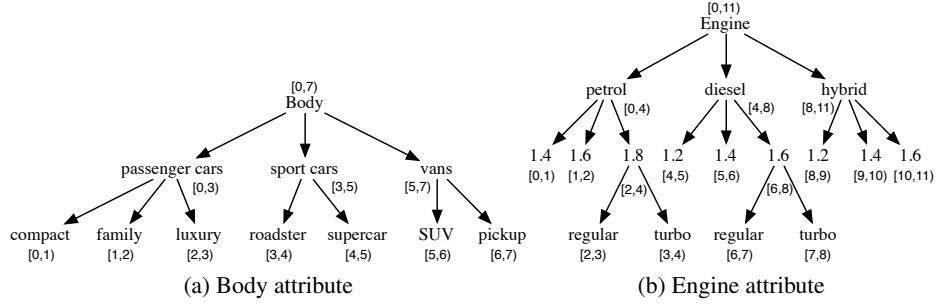 [0,11)
Engine
petrol diesel hybrid
[0,4) [4,8) [8,11)
1.4 1.6 1.8 1.2 1.4 1.6 1.2 1.4 1.6
[0,1) [1,2) [4,5) [5,6) [8,9) [9,10) [10,11)
[2,4) [6,8)
regular turbo regular turbo
[2,3) [3,4) [6,7) [7,8)
[0,7)
Body
passenger cars sport cars vans
[0,3) [3,5) [5,7)
compact family luxury roadster supercar SUV pickup
[0,1) [1,2) [2,3) [3,4) [4,5) [5,6) [6,7)
(a) Body attribute (b) Engine attribute